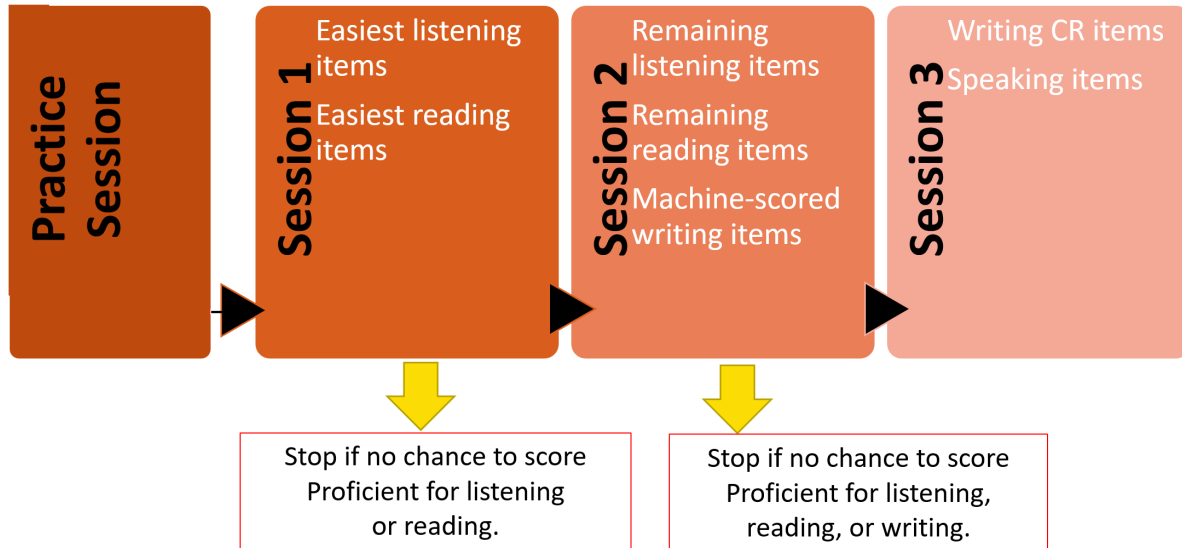 Practice
Session
Session 1
Easiest listening
items
Easiest reading
items
Session 2
Remaining
listening items
Remaining
reading items
Machine-scored
writing items
Session 3
Writing CR items
Speaking items
Stop if no chance to score
Proficient for listening
or reading.
Stop if no chance to score
Proficient for listening,
reading, or writing.